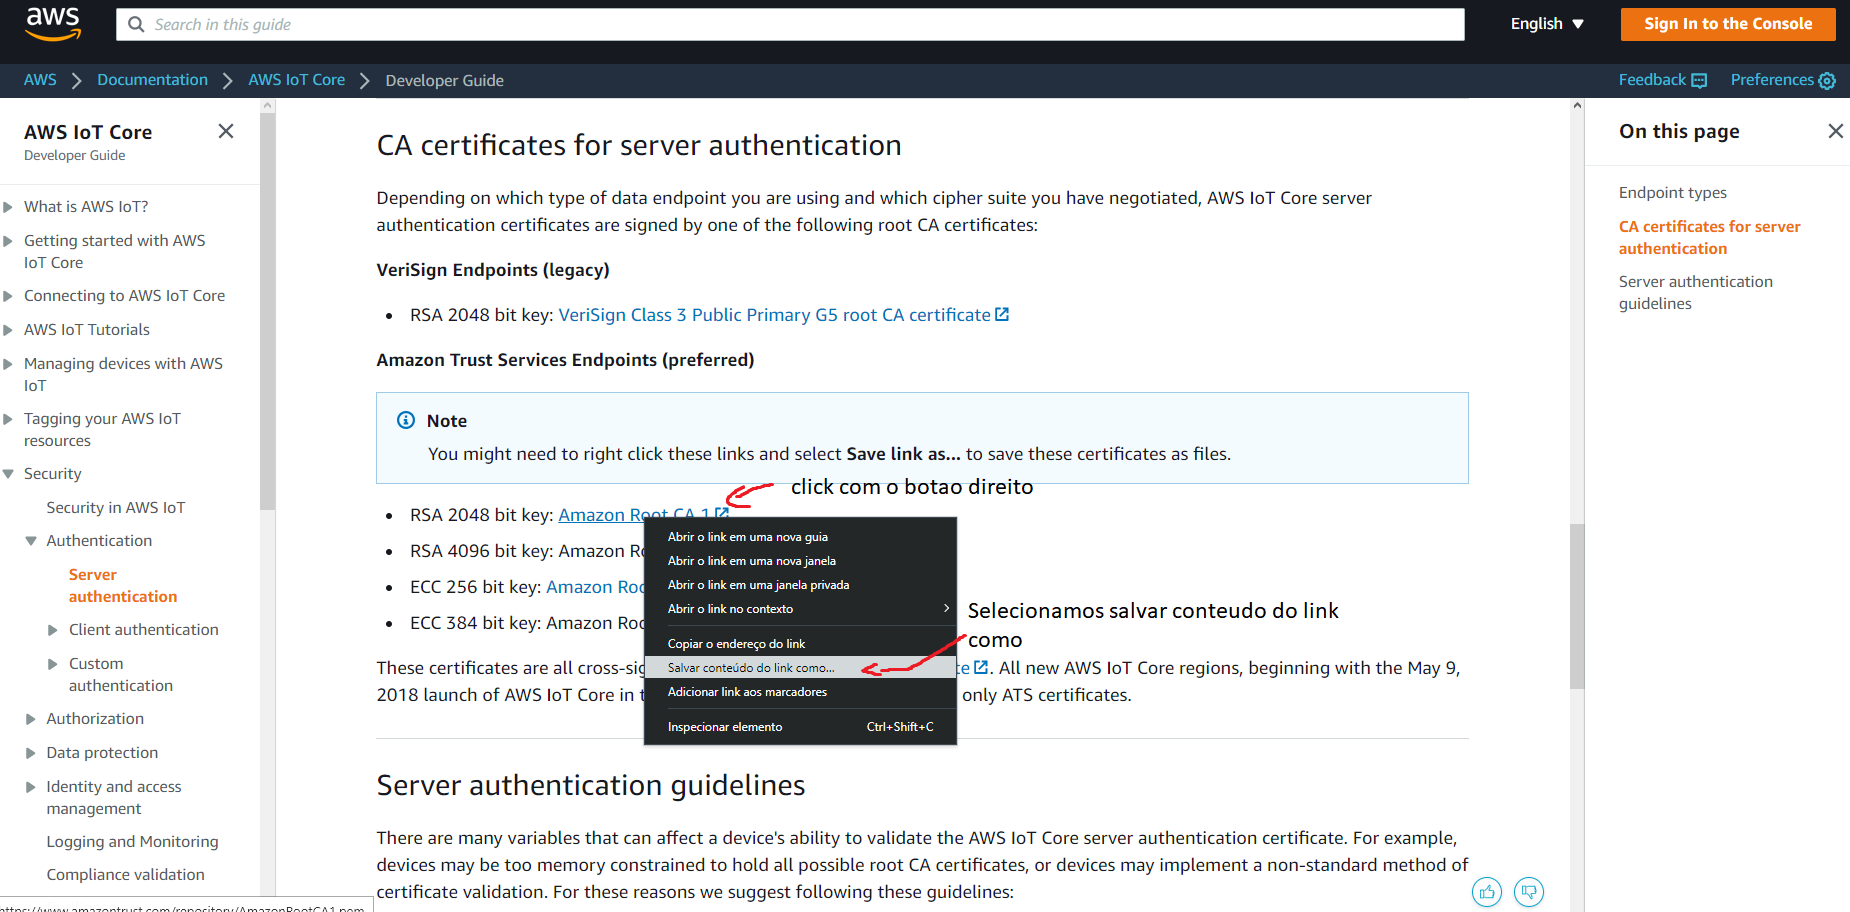 aws
Search in this guide
English
Sign In to the Console
AWS
Documentation
AWS IoT Core
Developer Guide
Feedback
Preferences
AWS IoT Core
Developer Guide
What is AWS IoT?
Getting started with AWS
IoT Core
Connecting to AWS IoT Core
AWS IoT Tutorials
Managing devices with AWS
IoT
Tagging your AWS IoT
resources
Security
Security in AWS IoT
Authentication
Server
authentication
Client authentication
Custom
authentication
Authorization
Data protection
Identity and access
management
Logging and Monitoring
Compliance validation
https://www.amazontrust.com/repository/AmazonRootCA1.pem
CA certificates for server authentication
Depending on which type of data endpoint you are using and which cipher suite you have negotiated, AWS IoT Core server
authentication certificates are signed by one of the following root CA certificates:
VeriSign Endpoints (legacy)
• RSA 2048 bit key: VeriSign Class 3 Public Primary G5 root CA certificate
Amazon Trust Services Endpoints (preferred)
Note
You might need to right click these links and select Save link as... to save these certificates as files.
click com o botao direito
• RSA 2048 bit key: Amazon Root CA 1
• RSA 4096 bit key: Amazon Ro
• ECC 256 bit key: Amazon Roo
• ECC 384 bit key: Amazon Roo
Abrir o link em uma nova guia
Abrir o link em uma nova janela
Abrir o link em uma janela privada
Abrir o link no contexto
Copiar o endereço do link
Salvar conteúdo do link como...
Adicionar link aos marcadores
Inspecionar elemento Ctrl+Shift+C
Selecionamos salvar conteudo do link
como
These certificates are all cross-sig te. All new AWS IoT Core regions, beginning with the May 9,
2018 launch of AWS IoT Core in t only ATS certificates.
Server authentication guidelines
There are many variables that can affect a device's ability to validate the AWS IoT Core server authentication certificate. For example,
devices may be too memory constrained to hold all possible root CA certificates, or devices may implement a non-standard method of
certificate validation. For these reasons we suggest following these guidelines:
On this page
Endpoint types
CA certificates for server
authentication
Server authentication
guidelines